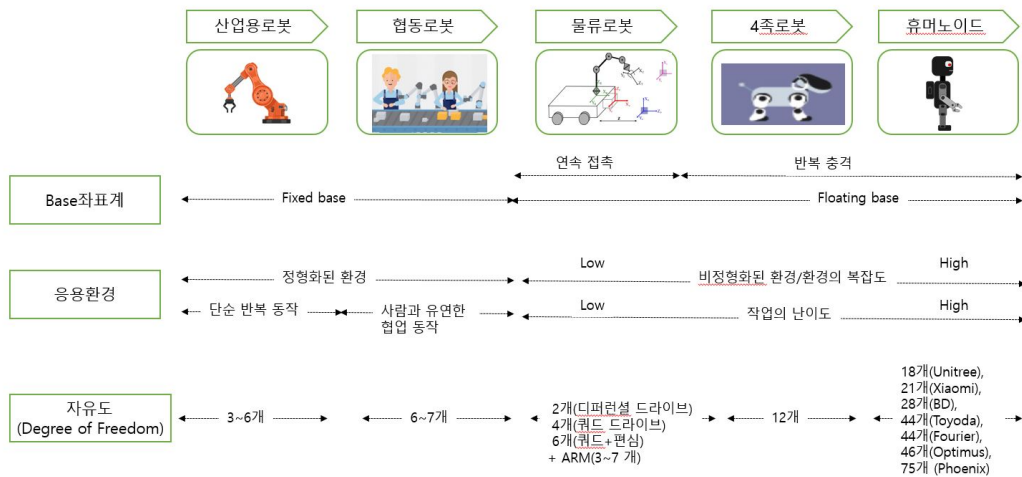 산업용로봇
협동로봇
물류로봇
4족로봇
휴머노이드
연속 접촉
반복 충격
Base좌표계
Fixed base
Floating base
응용환경
정형화된 환경
Low
비정형화된 환경/환경의 복잡도
High
단순 반복 동작
사람과 유연한
협업 동작
Low
작업의 난이도
High
자유도
(Degree of Freedom)
3~6개
6~7개
2개(디퍼런셜 드라이브)
4개(쿼드 드라이브)
6개(쿼드+편심)
+ ARM(3~7 개)
12개
18개(Unitree),
21개(Xiaomi),
28개(BD),
44개(Toyoda),
44개(Fourier),
46개(Optimus),
75개 (Phoenix)